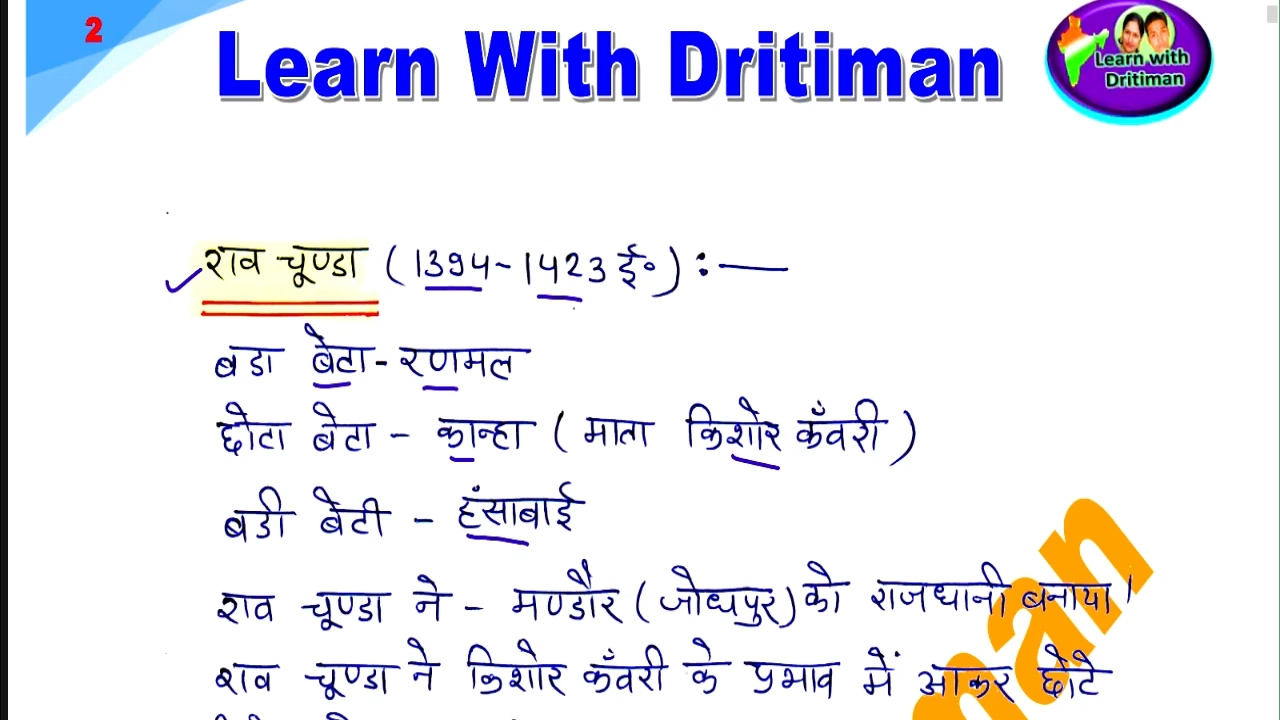 2
Learn With Dritiman
Learn with
Dritiman
राव चूण्डा (1394-1423 ई॰) :—
बडा बेटा - रणमल
छोटा बेटा - कान्हा ( माता किशोर कँवरी )
बडी बेटी - हंसाबाई
राव चूण्डा ने - मण्डौर (जोधपुर) को राजधानी बनाया।
राव चूण्डा ने किशोर कँवरी के प्रभाव में आकर छोटे